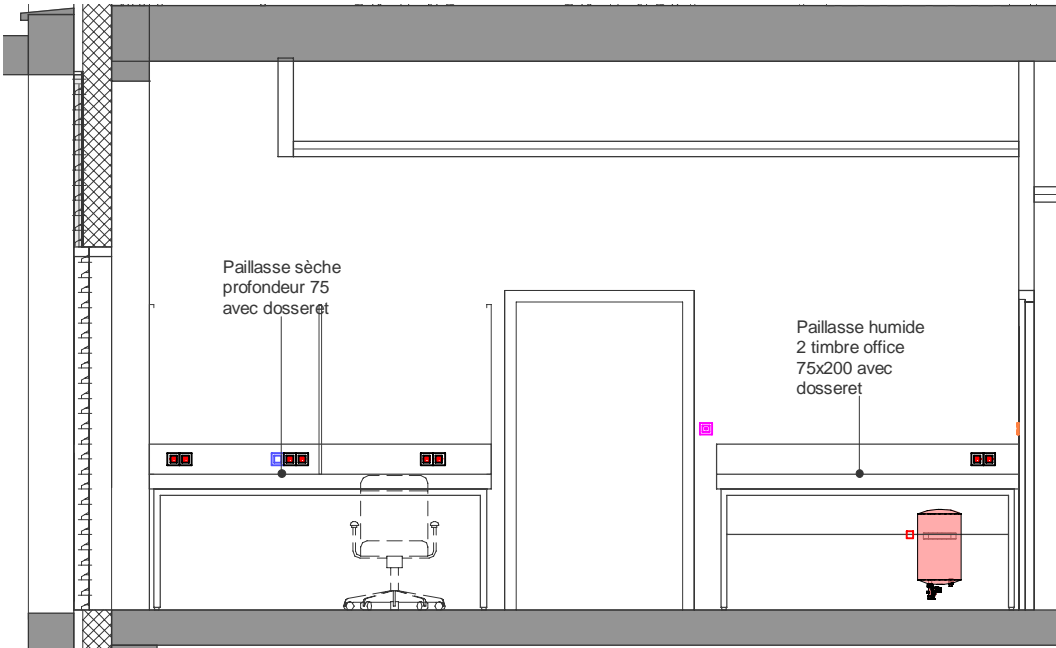 Paillasse sèche
profondeur 75
avec dosseret
Paillasse humide
2 timbre office
75x200 avec
dosseret